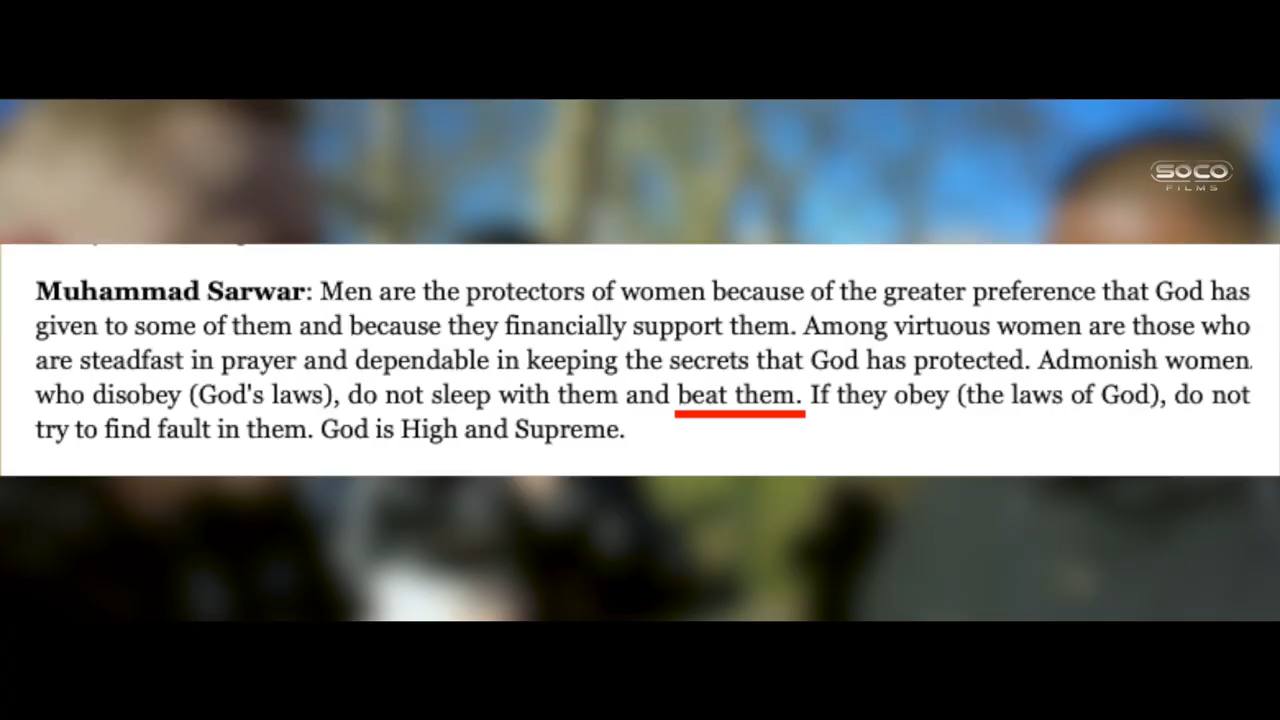 SOCO
FILMS
Muhammad Sarwar: Men are the protectors of women because of the greater preference that God has
given to some of them and because they financially support them. Among virtuous women are those who
are steadfast in prayer and dependable in keeping the secrets that God has protected. Admonish women
who disobey (God's laws), do not sleep with them and beat them. If they obey (the laws of God), do not
try to find fault in them. God is High and Supreme.